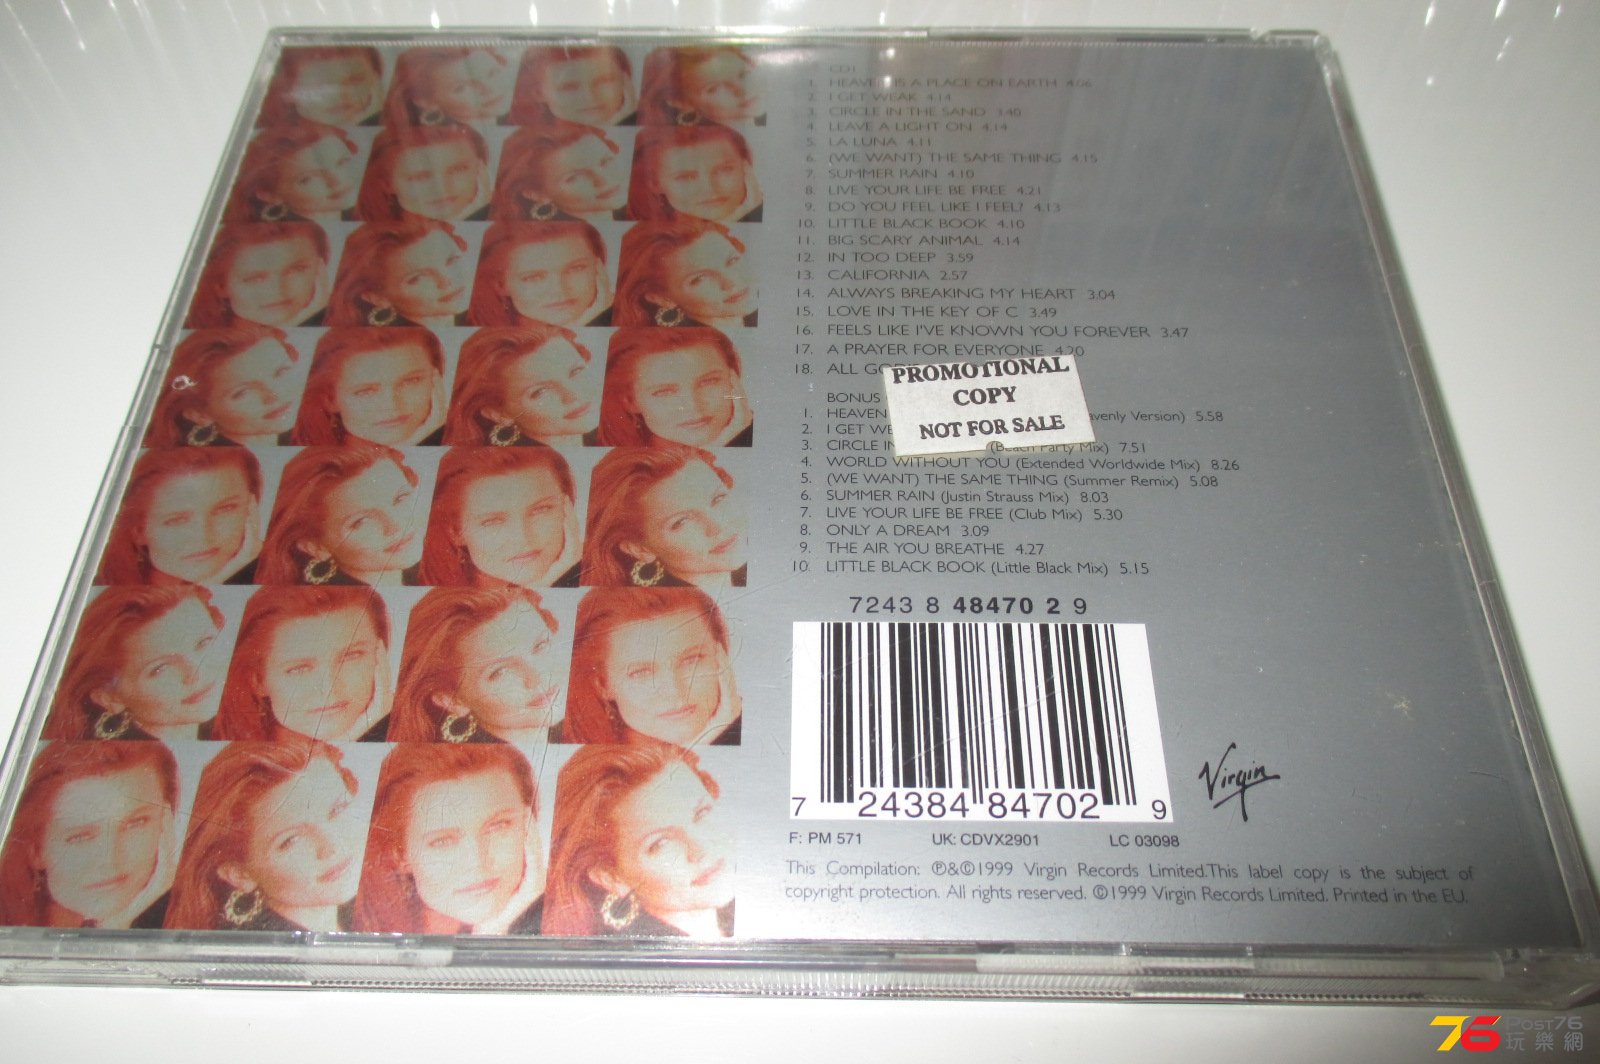 CD1
1. HEAVEN IS A PLACE ON EARTH 4.06
2. I GET WEAK 4.14
3. CIRCLE IN THE SAND 3.40
4. LEAVE A LIGHT ON 4.14
5. LA LUNA 4.11
6. (WE WANT) THE SAME THING 4.15
7. SUMMER RAIN 4.10
8. LIVE YOUR LIFE BE FREE 4.21
9. DO YOU FEEL LIKE I FEEL? 4.13
10. LITTLE BLACK BOOK 4.10
11. BIG SCARY ANIMAL 4.14
12. IN TOO DEEP 3.59
13. CALIFORNIA 2.57
14. ALWAYS BREAKING MY HEART 3.04
15. LOVE IN THE KEY OF C 3.49
16. FEELS LIKE I'VE KNOWN YOU FOREVER 3.47
17. A PRAYER FOR EVERYONE 4.20
18. ALL
PROMOTIONAL
COPY
NOT FOR SALE
BONUS
1. HEAVEN Version) 5.58
2. I GET
3. CIRCLE (Beach Party Mix) 7.51
4. WORLD WITHOUT YOU (Extended Worldwide Mix) 8.26
5. (WE WANT) THE SAME THING (Summer Remix) 5.08
6. SUMMER RAIN (Justin Strauss Mix) 8.03
7. LIVE YOUR LIFE BE FREE (Club Mix) 5.30
8. ONLY A DREAM 3.09
9. THE AIR YOU BREATHE 4.27
10. LITTLE BLACK BOOK (Little Black Mix) 5.15
7243 8 48470 2 9
7 24384 84702 9
Virgin
F: PM 571 UK: CDVX2901 LC 03098
This Compilation: ℗&©1999 Virgin Records Limited.This label copy is the subject of
copyright protection. All rights reserved. ©1999 Virgin Records Limited. Printed in the EU.
76 Post76
玩樂網